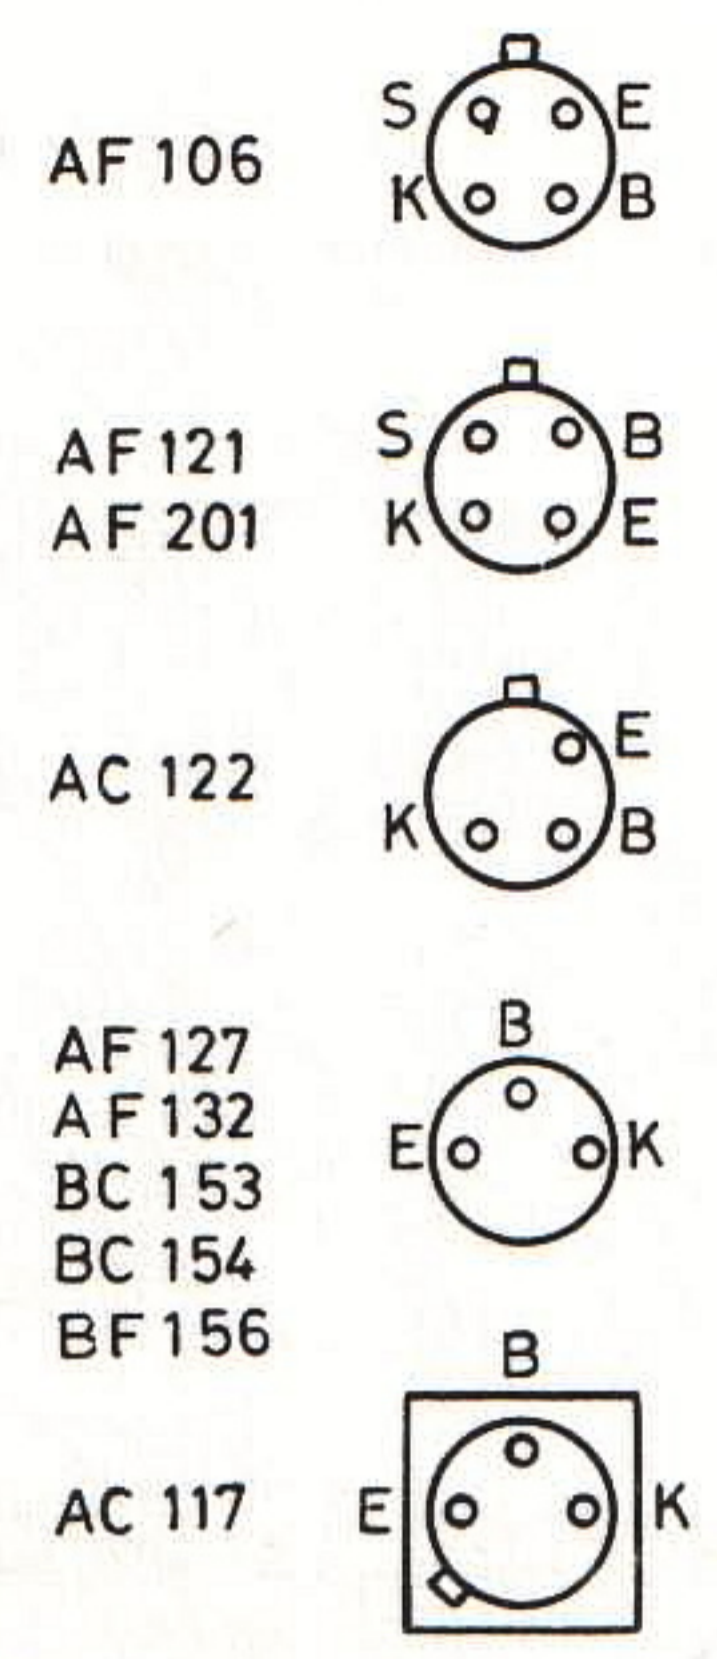 S E
AF 106
K B
S B
AF 121
K E
AF 201
E
AC 122
K B
B
AF 127
AF 132
E K
BC 153
BC 154
BF 156
B
AC 117 E K